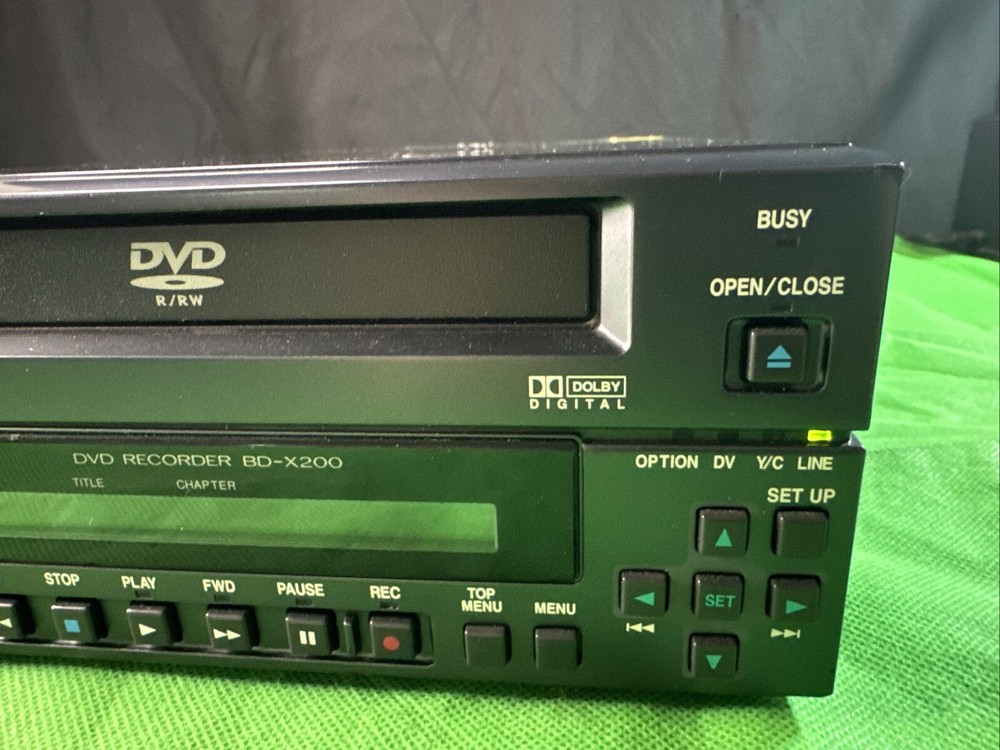 BUSY
OPEN/CLOSE
DVD
R/RW
DOLBY
DIGITAL
DVD RECORDER BD-X200
TITLE CHAPTER
OPTION DV Y/C LINE
SET UP
STOP PLAY FWD PAUSE REC
TOP
MENU
MENU
SET